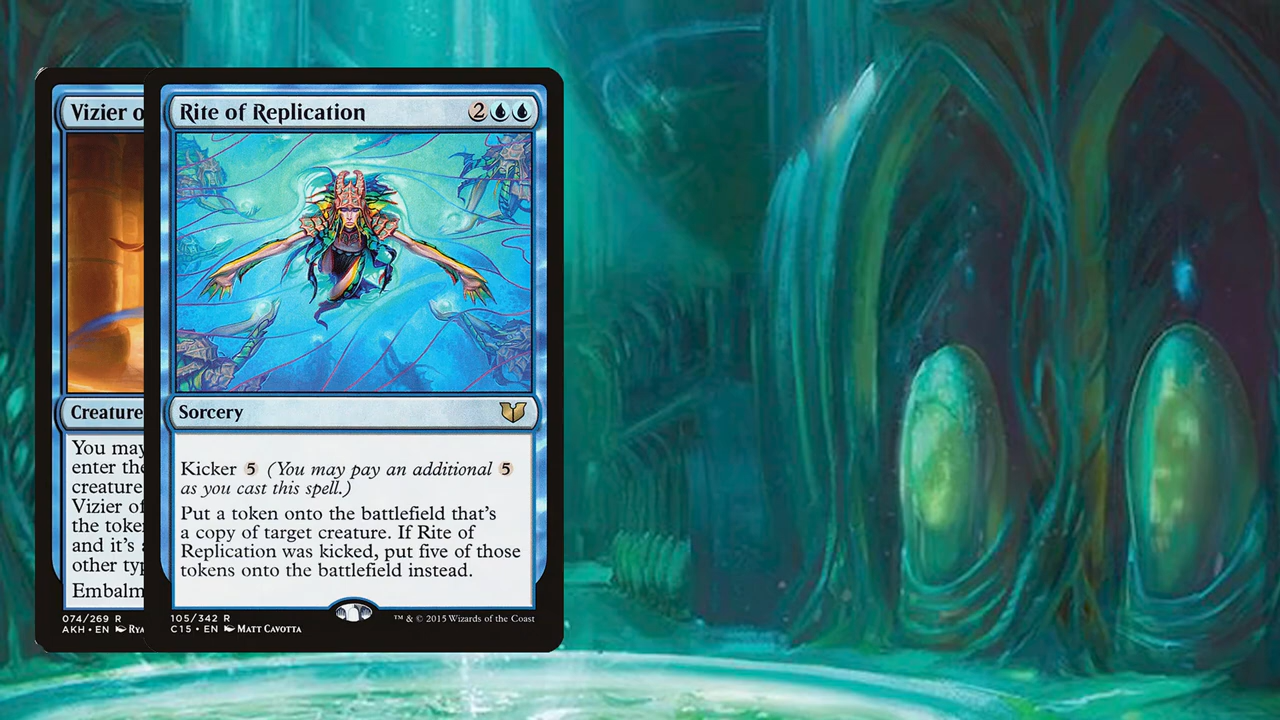 Vizier o
Creature
You may
enter the
creature
Vizier of
the toke
and it's
other typ
Embalm
074/269 R
AKH • EN RYA
Rite of Replication 2
Sorcery
Kicker 5 (You may pay an additional 5
as you cast this spell.)
Put a token onto the battlefield that's
a copy of target creature. If Rite of
Replication was kicked, put five of those
tokens onto the battlefield instead.
105/342 R
C15 • EN MATT CAVOTTA
™ & © 2015 Wizards of the Coast